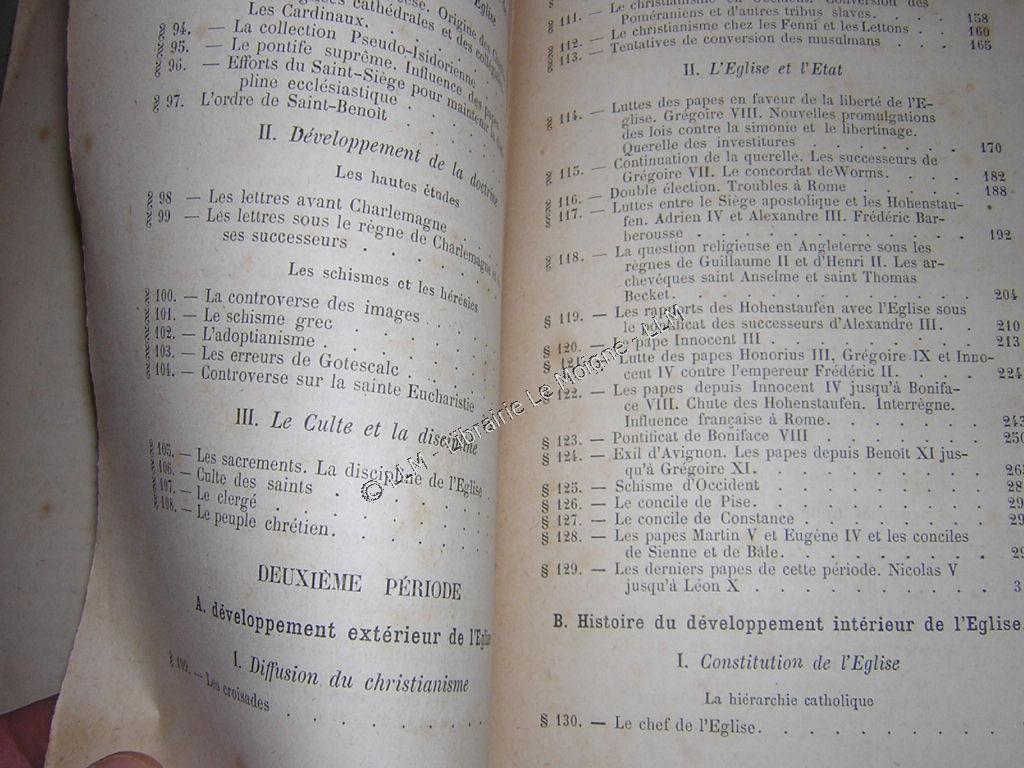 Les Cardinaux.
§ 94. — La collection Pseudo-Isidorienne
§ 95. — Le pontife suprême. Influence des papes
§ 96. — Efforts du Saint-Siège pour maintenir la
pline ecclésiastique .
§ 97. L'ordre de Saint-Benoît . . .
II. Développement de la doctrine
Les hautes études
§ 98 — Les lettres avant Charlemagne . . .
§ 99 — Les lettres sous le règne de Charlemagne et
ses successeurs . . .
Les schismes et les hérésies
§ 100. — La controverse des images . . . .
§ 101. — Le schisme grec . . . .
§ 102. — L'adoptianisme . . . .
§ 103. — Les erreurs de Gotescalc . . .
§ 104. — Controverse sur la sainte Eucharistie
III. Le Culte et la discipline
§ 105. — Les sacrements. La discipline de l'Eglise .
§ 106. — Culte des saints . . . .
§ 107. — Le clergé . . . .
§ 108. — Le peuple chrétien. . . . .
DEUXIÈME PÉRIODE
A. développement extérieur de l'Eglise
I. Diffusion du christianisme
§ 109. — Les croisades . . . .
§ 111. — Le christianisme en Occident. Conversion des
Poméraniens et d'autres tribus slaves. . . . 158
§ 112. — Le christianisme chez les Fenni et les Lettons . . 160
§ 113. — Tentatives de conversion des musulmans . . . 165
II. L'Eglise et l'Etat
§ 114. — Luttes des papes en faveur de la liberté de l'E-
glise. Grégoire VIII. Nouvelles promulgations
des lois contre la simonie et le libertinage.
Querelle des investitures . . . . . . 170
§ 115. — Continuation de la querelle. Les successeurs de
Grégoire VII. Le concordat de Worms. . . . 182
§ 116. — Double élection. Troubles à Rome . . . . 188
§ 117. — Luttes entre le Siège apostolique et les Hohenstau-
fen. Adrien IV et Alexandre III. Frédéric Bar-
berousse . . . . . . . . . . 192
§ 118. — La question religieuse en Angleterre sous les
règnes de Guillaume II et d'Henri II. Les ar-
chevêques saint Anselme et saint Thomas
Becket. . . . . . . . . . . 204
§ 119. — Les rapports des Hohenstaufen avec l'Eglise sous
le pontificat des successeurs d'Alexandre III. . 210
§ 120. — Le pape Innocent III . . . . . . . 213
§ 121. — Lutte des papes Honorius III, Grégoire IX et Inno-
cent IV contre l'empereur Frédéric II. . . . 224
§ 122. — Les papes depuis Innocent IV jusqu'à Bonifa-
ce VIII. Chute des Hohenstaufen. Interrègne.
Influence française à Rome. . . . . . 243
§ 123. — Pontificat de Boniface VIII . . . . . 250
§ 124. — Exil d'Avignon. Les papes depuis Benoît XI jus-
qu'à Grégoire XI. . . . . . . .
§ 125. — Schisme d'Occident . . . . . .
§ 126. — Le concile de Pise. . . . . . .
§ 127. — Le concile de Constance . . . . .
§ 128. — Les papes Martin V et Eugène IV et les conciles
de Sienne et de Bâle. . . . . . .
§ 129. — Les derniers papes de cette période. Nicolas V
jusqu'à Léon X . . . . . . .
B. Histoire du développement intérieur de l'Eglise.
I. Constitution de l'Eglise
La hiérarchie catholique
§ 130. — Le chef de l'Eglise. . . . . . .
© LLM - Librairie Le Moigne - LLM